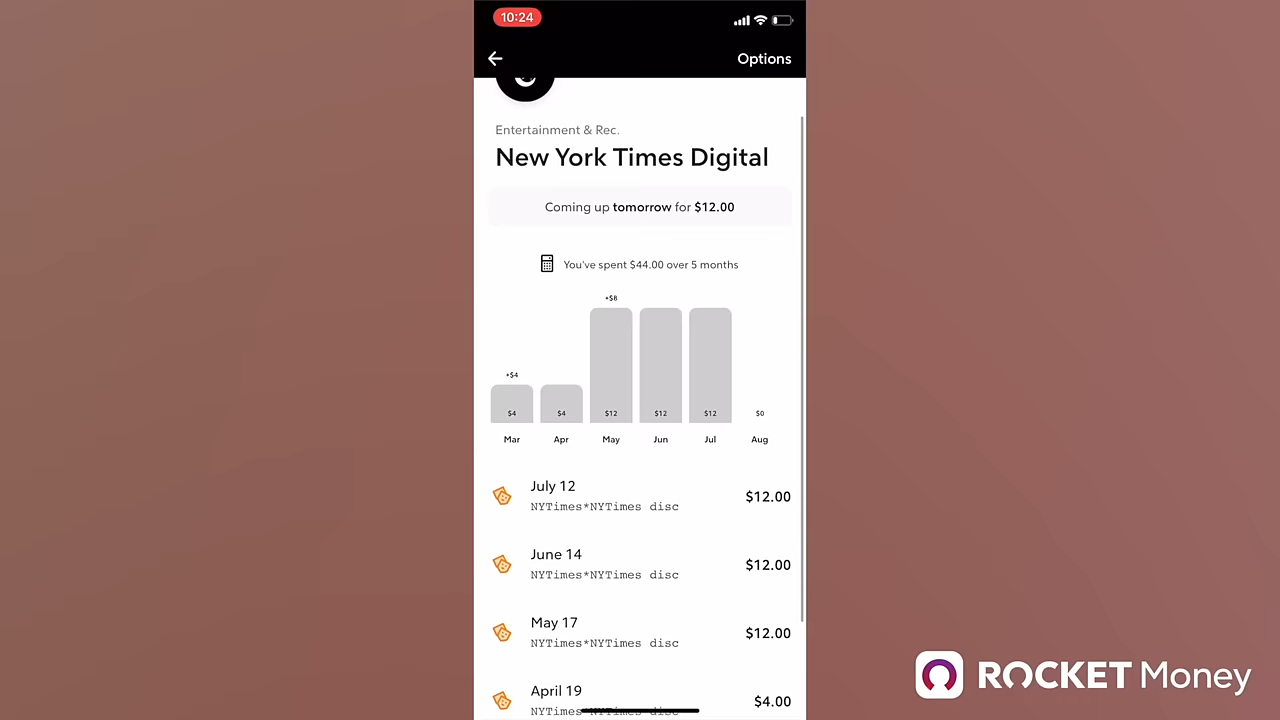 10:24
Options
Entertainment & Rec.
New York Times Digital
Coming up tomorrow for $12.00
You've spent $44.00 over 5 months
+$8
+$4
$4 $4 $12 $12 $12 $0
Mar Apr May Jun Jul Aug
July 12 $12.00
NYTimes*NYTimes disc
June 14 $12.00
NYTimes*NYTimes disc
May 17 $12.00
NYTimes*NYTimes disc
April 19 $4.00
NYTimes*NYTimes disc
ROCKET Money